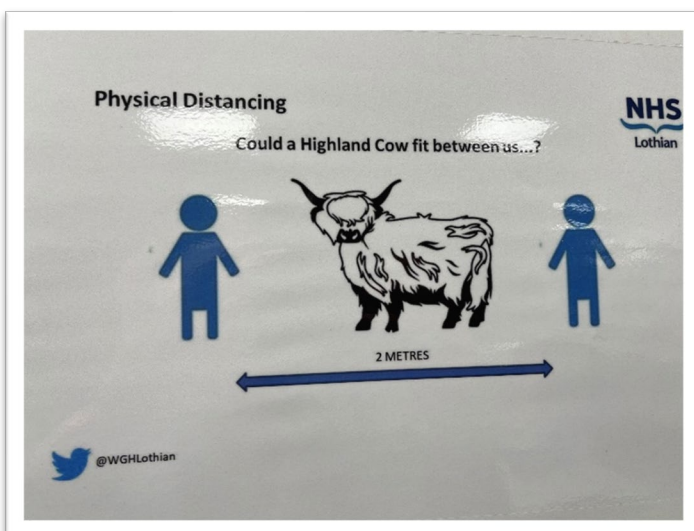 Physical Distancing
NHS
Lothian
Could a Highland Cow fit between us...?
2 METRES
@WGHLothian